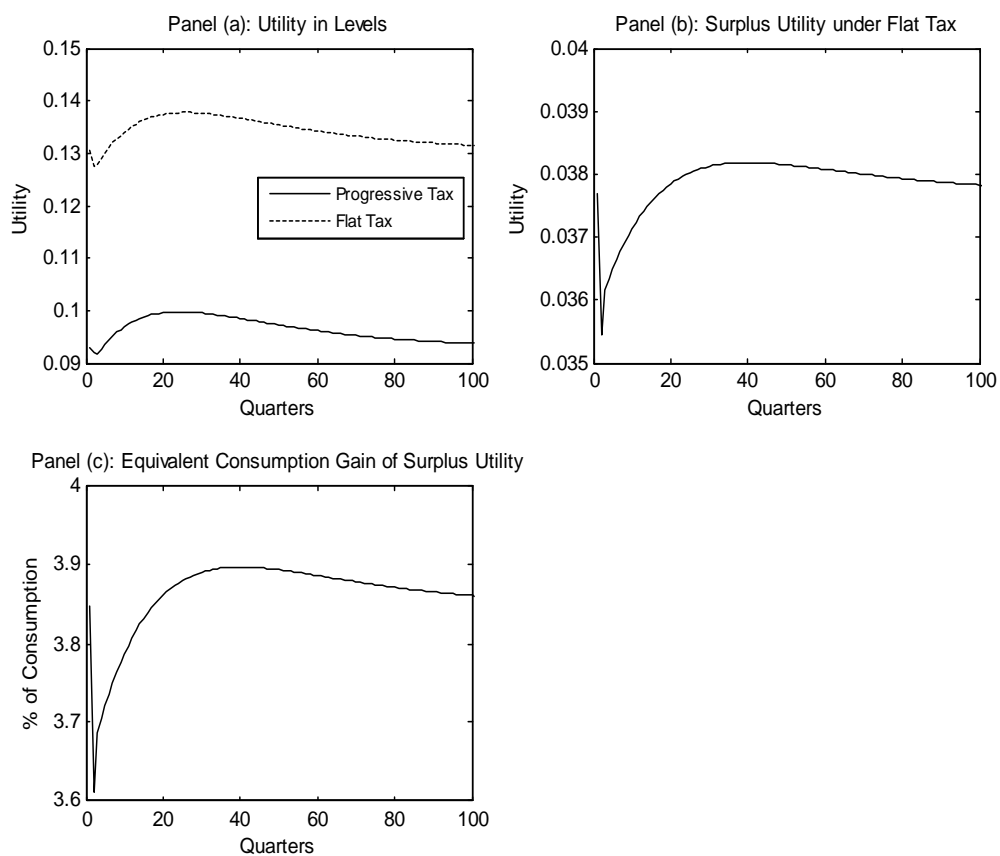 Panel (a): Utility in Levels
0.15
0.14
0.13
0.12
0.11
0.1
0.09
Utility
Progressive Tax
Flat Tax
0 20 40 60 80 100
Quarters
Panel (b): Surplus Utility under Flat Tax
0.04
0.039
0.038
0.037
0.036
0.035
Utility
0 20 40 60 80 100
Quarters
Panel (c): Equivalent Consumption Gain of Surplus Utility
4
3.9
3.8
3.7
3.6
% of Consumption
0 20 40 60 80 100
Quarters